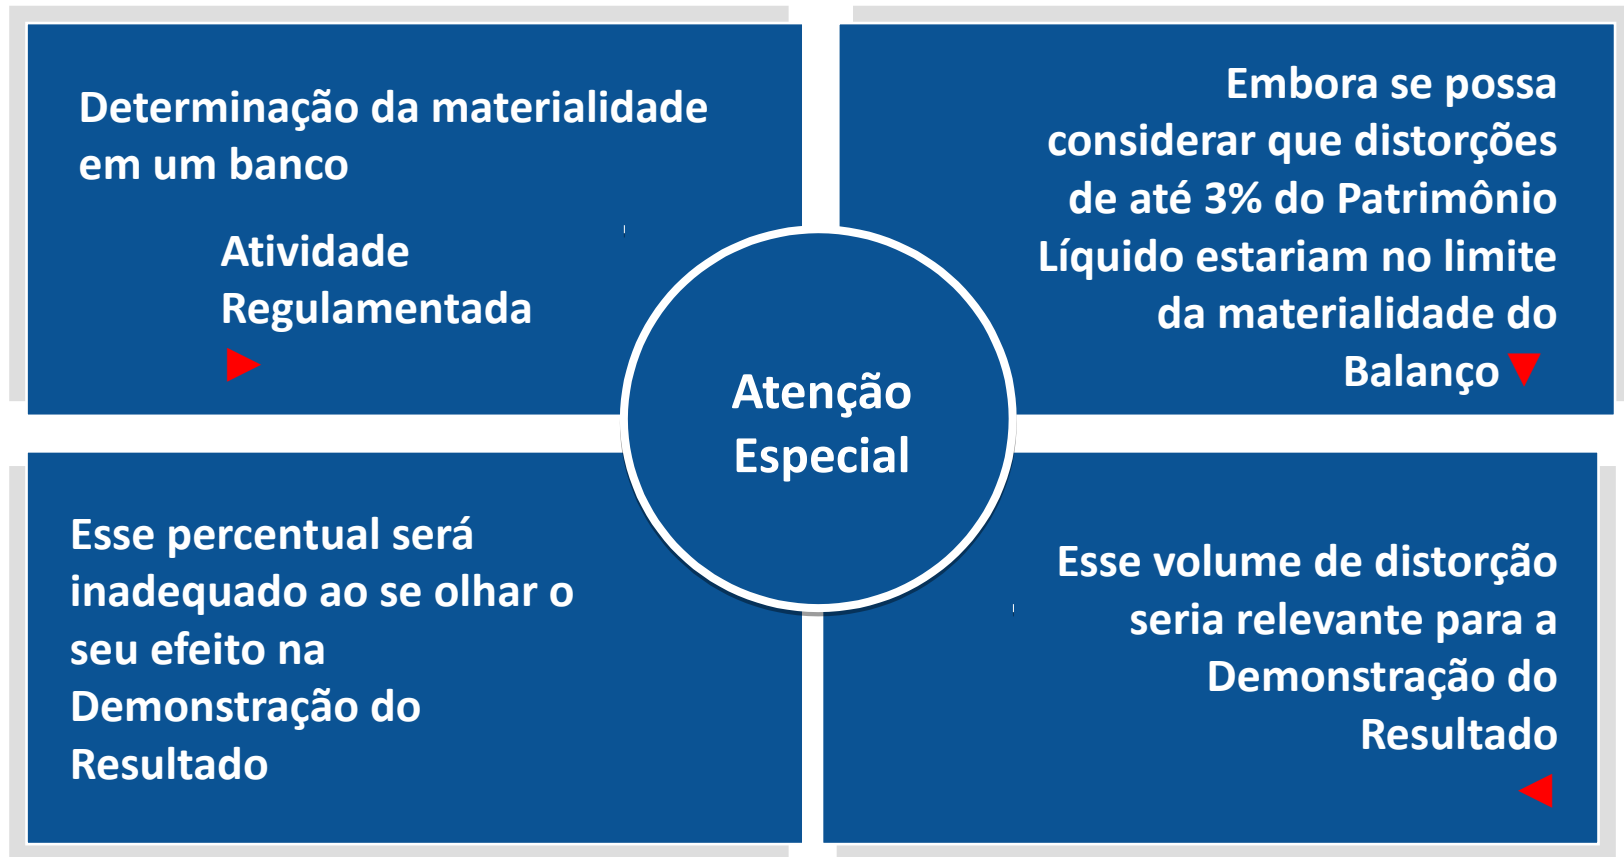 Determinação da materialidade
em um banco
Atividade
Regulamentada
Embora se possa
considerar que distorções
de até 3% do Patrimônio
Líquido estariam no limite
da materialidade do
Balanço
Atenção
Especial
Esse volume de distorção
seria relevante para a
Demonstração do
Resultado
Esse percentual será
inadequado ao se olhar o
seu efeito na
Demonstração do
Resultado